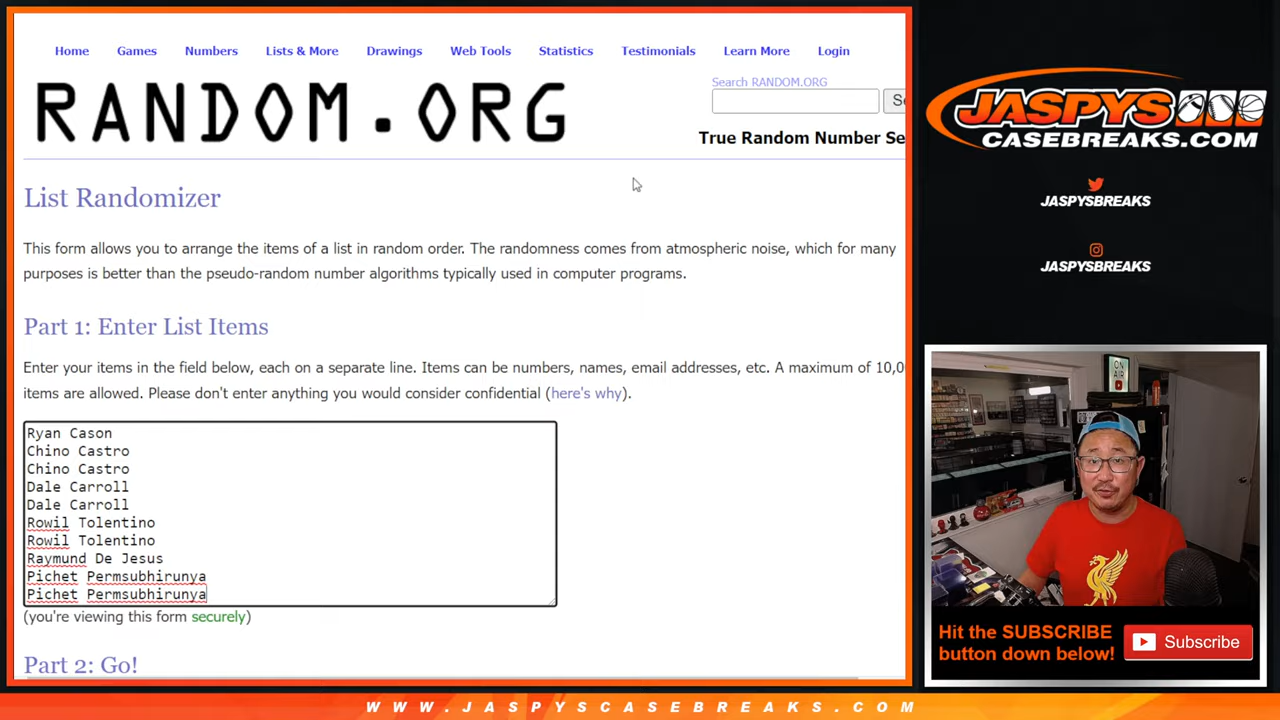 Home Games Numbers Lists & More Drawings Web Tools Statistics Testimonials Learn More Login
RANDOM.ORG
Search RANDOM.ORG
True Random Number Se
List Randomizer
This form allows you to arrange the items of a list in random order. The randomness comes from atmospheric noise, which for many
purposes is better than the pseudo-random number algorithms typically used in computer programs.
Part 1: Enter List Items
Enter your items in the field below, each on a separate line. Items can be numbers, names, email addresses, etc. A maximum of 10,0
items are allowed. Please don't enter anything you would consider confidential (here's why).
Ryan Cason
Chino Castro
Chino Castro
Dale Carroll
Dale Carroll
Rowil Tolentino
Rowil Tolentino
Raymund De Jesus
Pichet Permsubhirunya
Pichet Permsubhirunya
(you're viewing this form securely)
Part 2: Go!
JASPYS
CASEBREAKS.COM
JASPYSBREAKS
JASPYSBREAKS
ON AIR
Hit the SUBSCRIBE
button down below!
Subscribe
WWW.JASPYSCASEBREAKS.COM